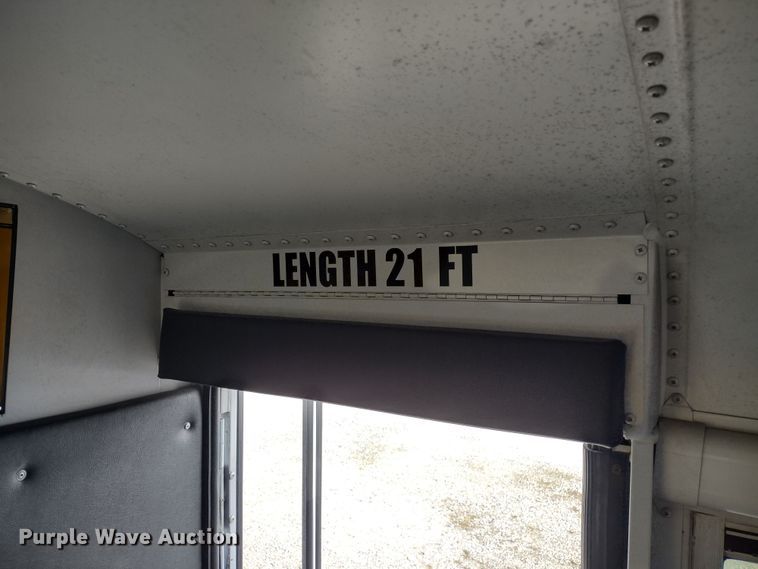 LENGTH 21 FT
Purple Wave Auction